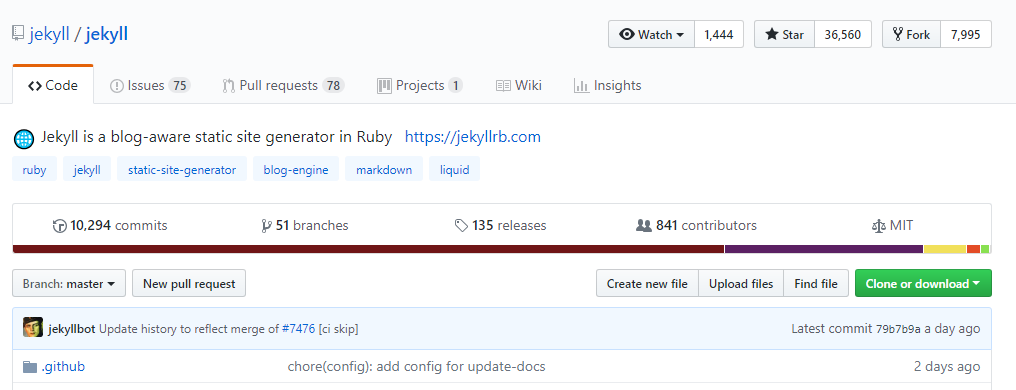 jekyll / jekyll Watch 1,444 Star 36,560 Fork 7,995
Code Issues 75 Pull requests 78 Projects 1 Wiki Insights
Jekyll is a blog-aware static site generator in Ruby https://jekyllrb.com
ruby jekyll static-site-generator blog-engine markdown liquid
10,294 commits 51 branches 135 releases 841 contributors MIT
Branch: master New pull request Create new file Upload files Find file Clone or download
jekyllbot Update history to reflect merge of #7476 [ci skip] Latest commit 79b7b9a a day ago
.github chore(config): add config for update-docs 2 days ago